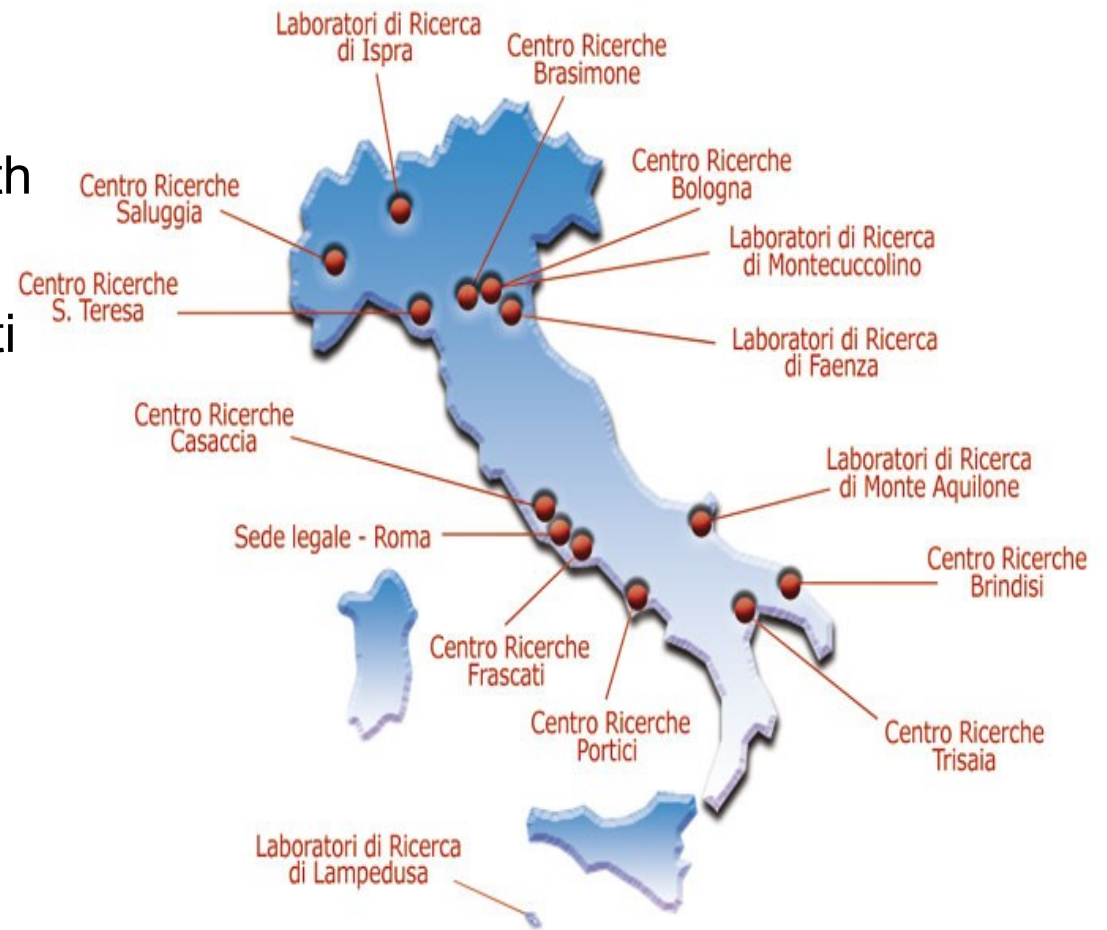 Laboratori di Ricerca
di Ispra
Centro Ricerche
Brasimone
th
Centro Ricerche
Saluggia
Centro Ricerche
Bologna
Laboratori di Ricerca
di Montecuccolino
Centro Ricerche
S. Teresa
ti
Laboratori di Ricerca
di Faenza
Centro Ricerche
Casaccia
Laboratori di Ricerca
di Monte Aquilone
Sede legale - Roma
Centro Ricerche
Brindisi
Centro Ricerche
Frascati
Centro Ricerche
Portici
Centro Ricerche
Trisaia
Laboratori di Ricerca
di Lampedusa